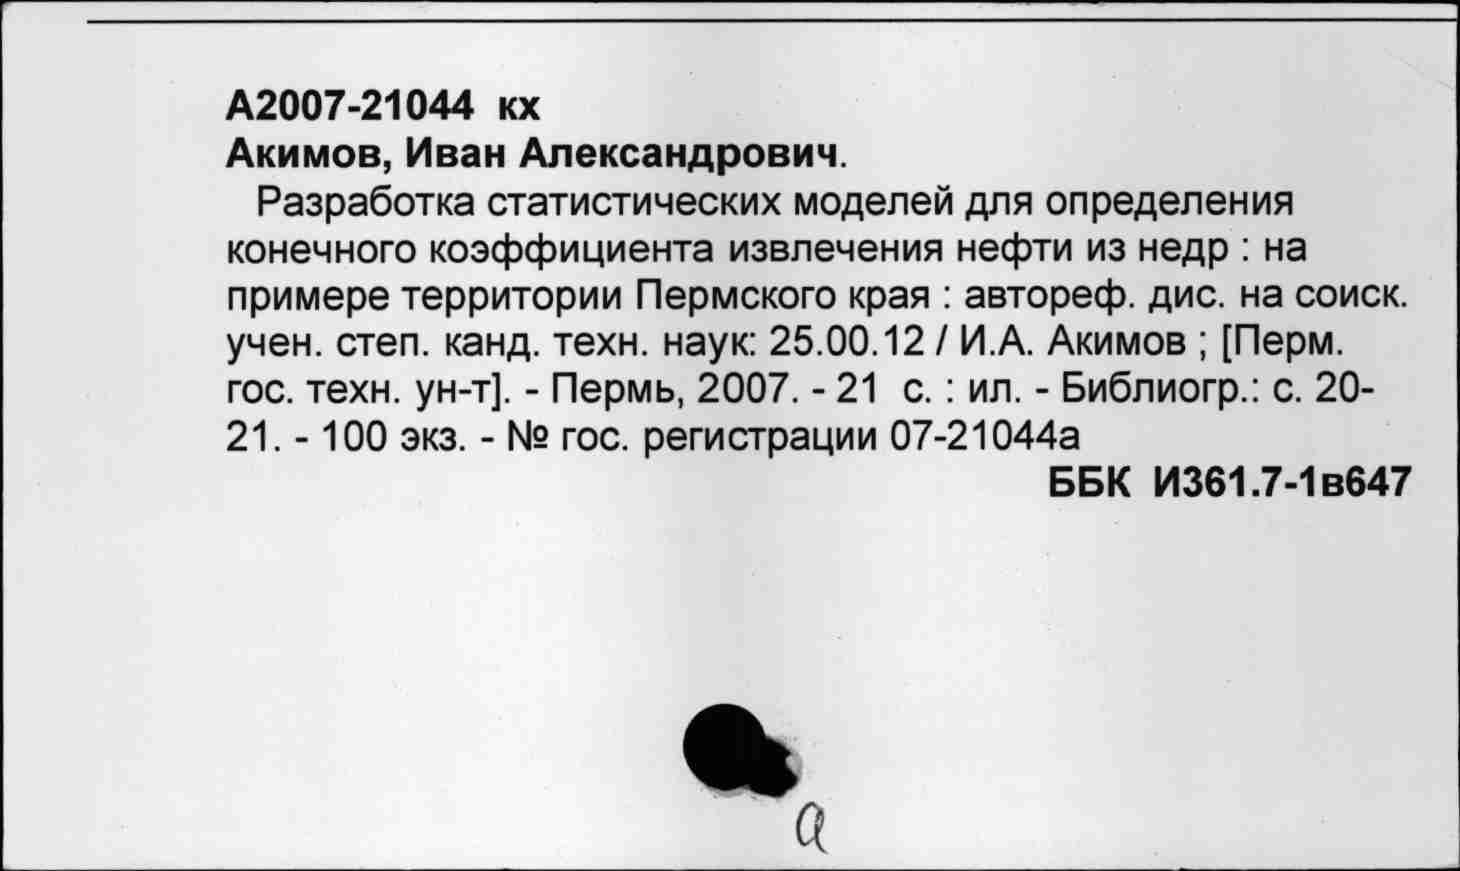 А2007-21044 кх
Акимов, Иван Александрович.
Разработка статистических моделей для определения
конечного коэффициента извлечения нефти из недр : на
примере территории Пермского края : автореф. дис. на соиск.
учен. степ. канд. техн. наук: 25.00.12 / И.А. Акимов ; [Перм.
гос. техн. ун-т]. - Пермь, 2007. - 21 с. : ил. - Библиогр.: с. 20-
21. - 100 экз. - № гос. регистрации 07-21044а
ББК И361.7-1в647
а